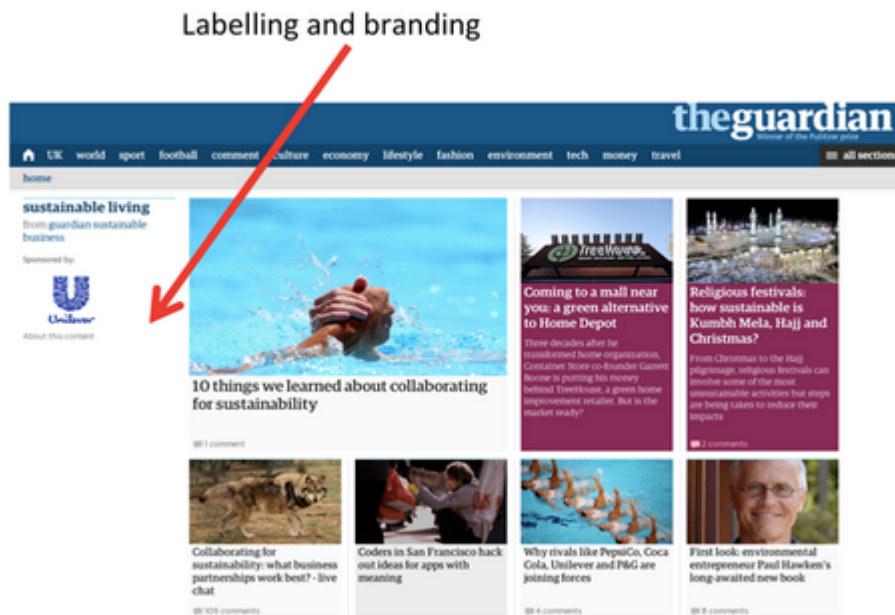 Labelling and branding
theguardian
Winner of the Pulitzer prize
UK world sport football comment culture economy lifestyle fashion environment tech money travel
all section
home
sustainable living
from guardian sustainable
business
Sponsored by:
Unilever
About this content
10 things we learned about collaborating
for sustainability
1 comment
TreeHouse
Coming to a mall near
you: a green alternative
to Home Depot
Three decades after he
transformed home organization,
Container Store co-founder Garrett
Boone is putting his money
behind TreeHouse, a green home
improvement retailer. But is the
market ready?
Religious festivals:
how sustainable is
Kumbh Mela, Hajj and
Christmas?
From Christmas to the Hajj
pilgrimage, religious festivals can
involve some of the most
unsustainable activities but steps
are being taken to reduce their
impacts
2 comments
Collaborating for
sustainability: what business
partnerships work best? - live
chat
109 comments
Coders in San Francisco hack
out ideas for apps with
meaning
Why rivals like PepsiCo, Coca
Cola, Unilever and P&G are
joining forces
4 comments
First look: environmental
entrepreneur Paul Hawken's
long-awaited new book
8 comments